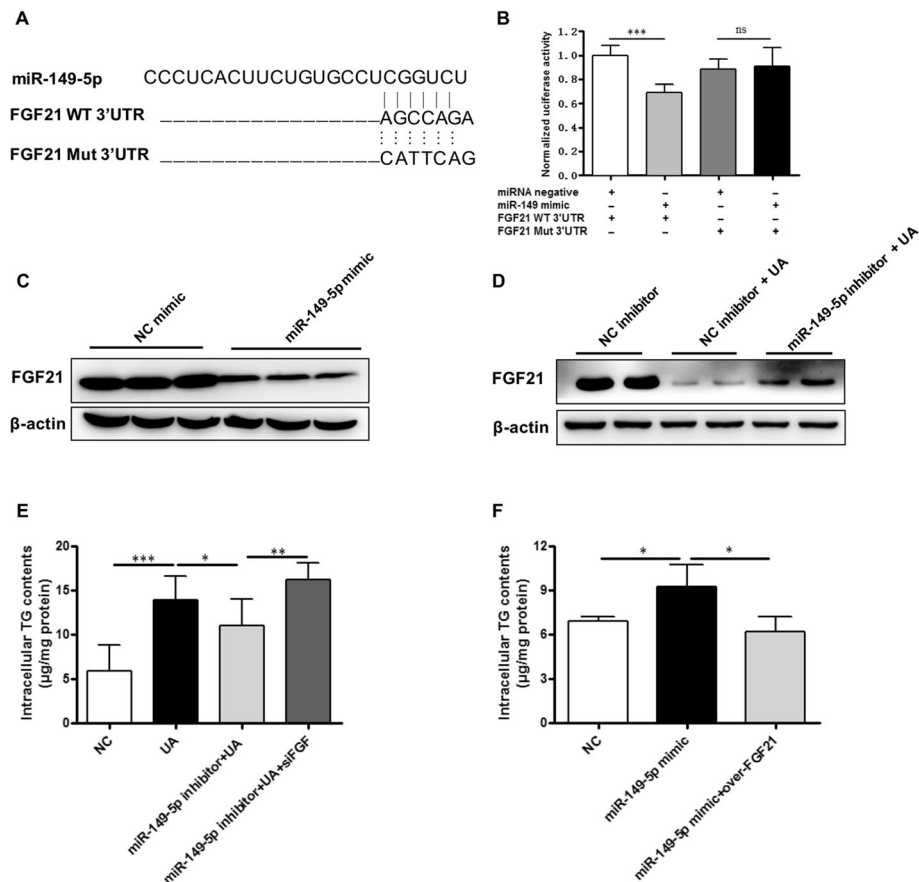 A
miR-149-5p CCCUCACUUCUGUGCCUCGGUCU
FGF21 WT 3'UTR ____________________AGCCAGA
FGF21 Mut 3'UTR ____________________CATTCAG
B
Normalized uciferase activity
1.2
1.0
0.8
0.6
0.4
0.2
0.0
***
ns
miRNA negative + – + –
miR-149 mimic – + – +
FGF21 WT 3'UTR + + – –
FGF21 Mut 3'UTR – – + +
C
NC mimic
miR-149-5p mimic
FGF21
β-actin
D
NC inhibitor
NC inhibitor + UA
miR-149-5p inhibitor + UA
FGF21
β-actin
E
Intracellular TG contents
(μg/mg protein)
20
15
10
5
0
***
*
**
NC
UA
miR-149-5p inhibitor+UA
miR-149-5p inhibitor+UA+siFGF
F
Intracellular TG contents
(μg/mg protein)
12
9
6
3
0
*
*
NC
miR-149-5p mimic
miR-149-5p mimic+over-FGF21